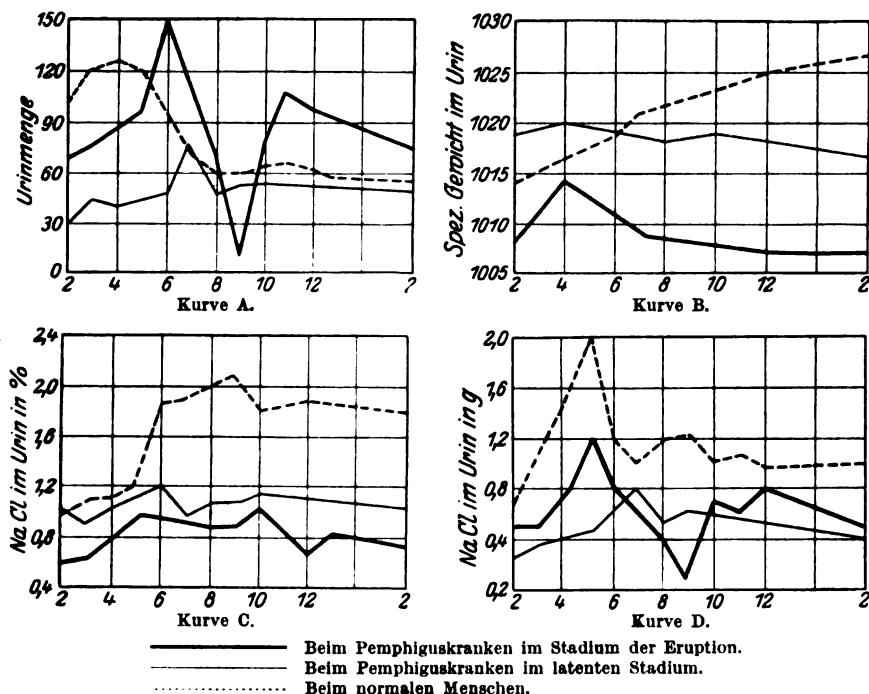 150
120
90
60
30
0
Urinmenge
2 4 6 8 10 12 2
Kurve A.
1030
1025
1020
1015
1010
1005
Spez. Gewicht im Urin
2 4 6 8 10 12 2
Kurve B.
2,4
2,0
1,6
1,2
0,8
0,4
NaCl im Urin in %
2 4 6 8 10 12 2
Kurve C.
2,0
1,6
1,2
0,8
0,4
0,2
NaCl im Urin in g
2 4 6 8 10 12 2
Kurve D.
Beim Pemphiguskranken im Stadium der Eruption.
Beim Pemphiguskranken im latenten Stadium.
Beim normalen Menschen.